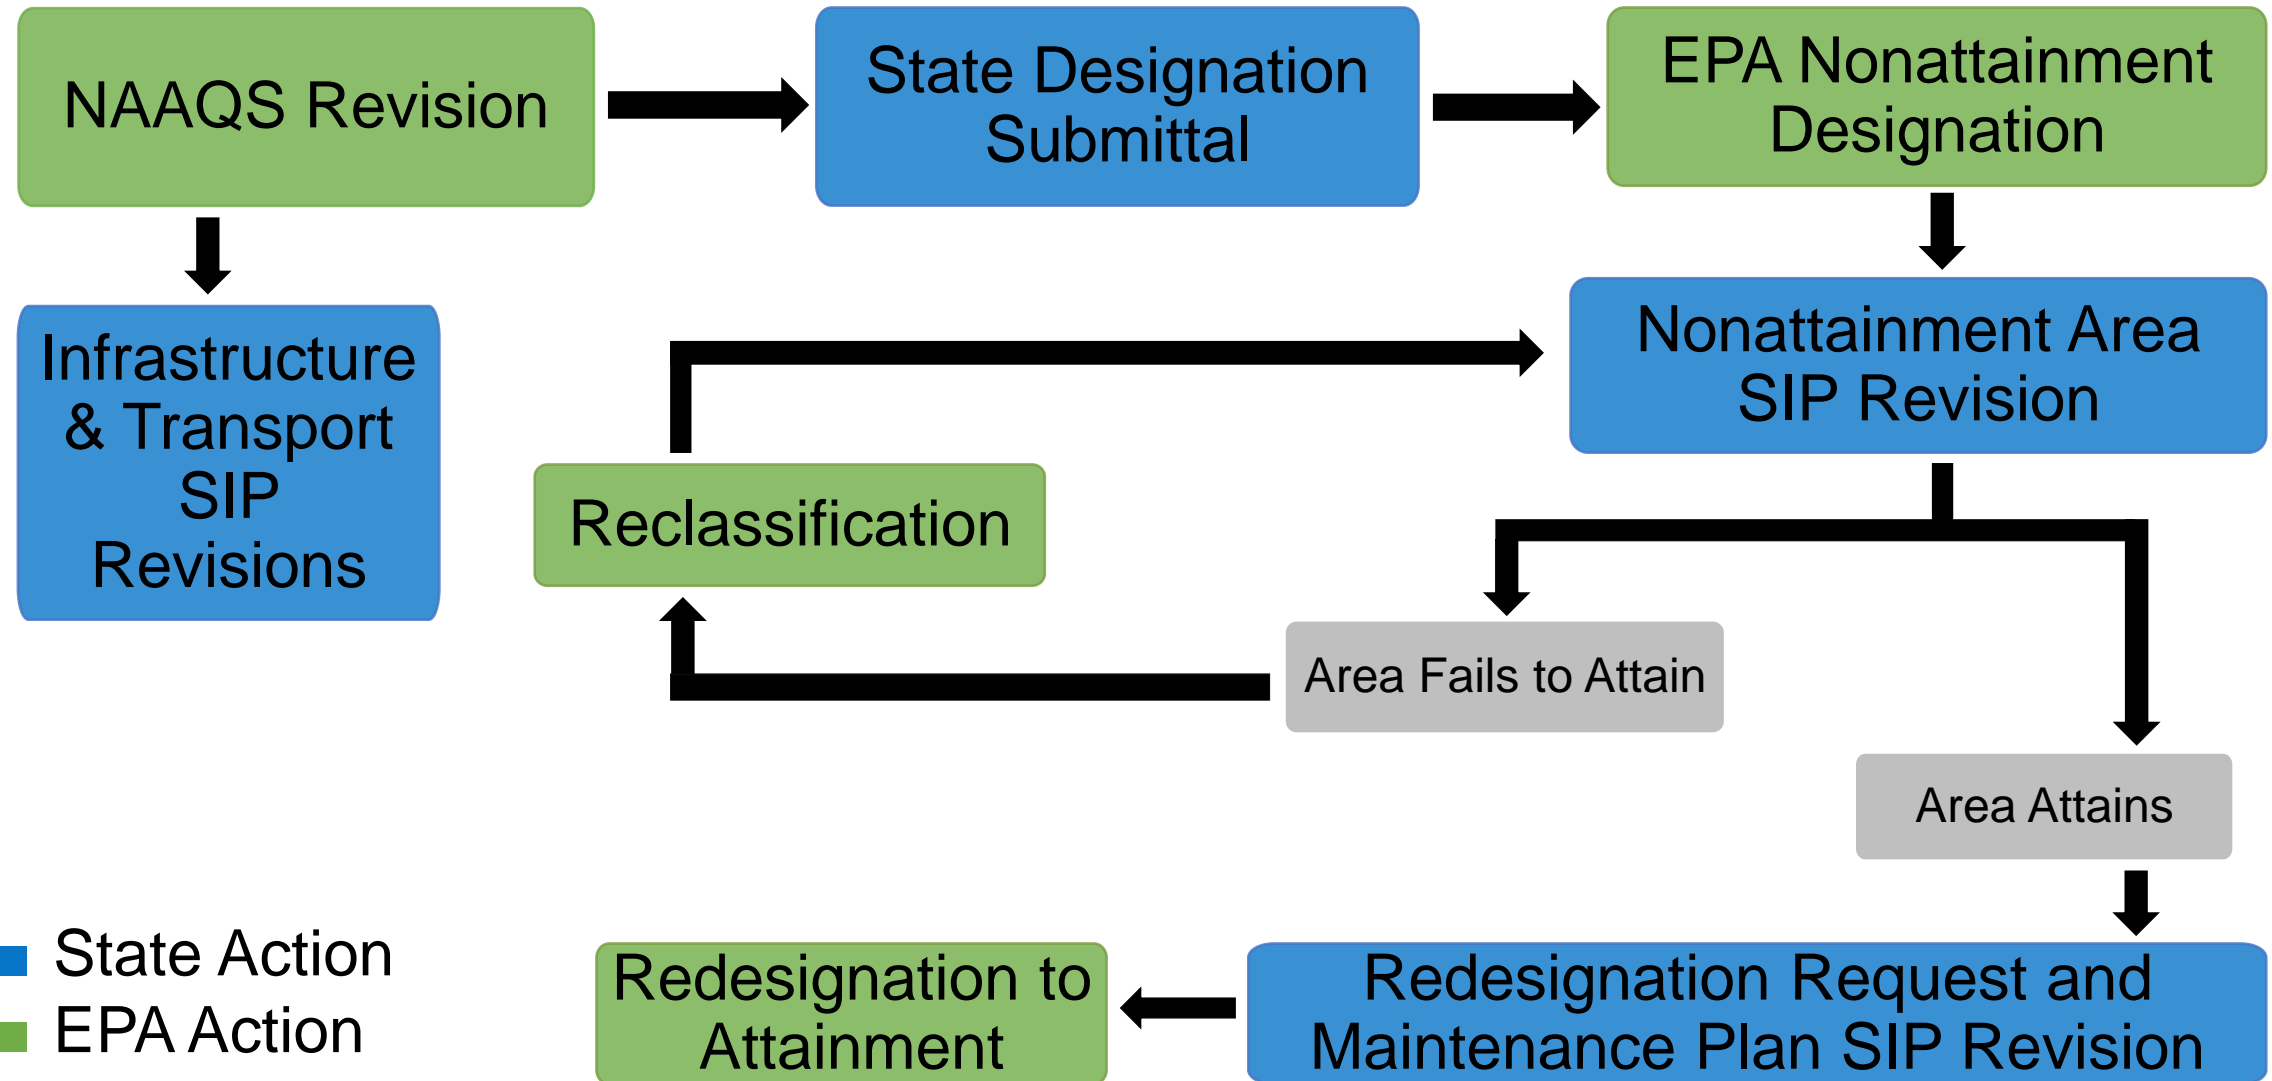 NAAQS Revision
State Designation
Submittal
EPA Nonattainment
Designation
Infrastructure
& Transport
SIP
Revisions
Nonattainment Area
SIP Revision
Reclassification
Area Fails to Attain
Area Attains
State Action
EPA Action
Redesignation to
Attainment
Redesignation Request and
Maintenance Plan SIP Revision